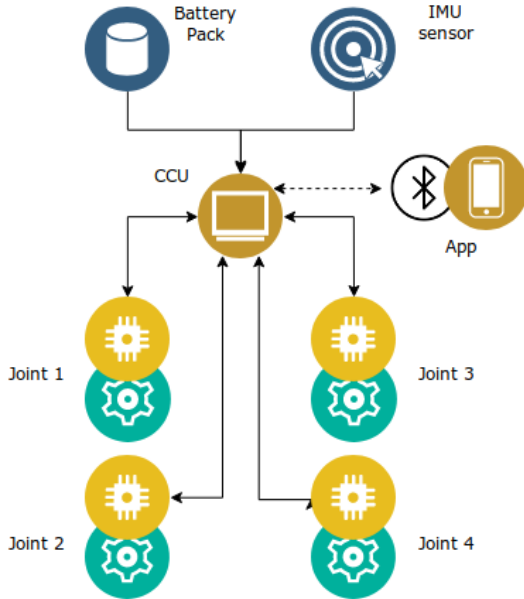 Battery
Pack
IMU
sensor
CCU
App
Joint 1
Joint 3
Joint 2
Joint 4